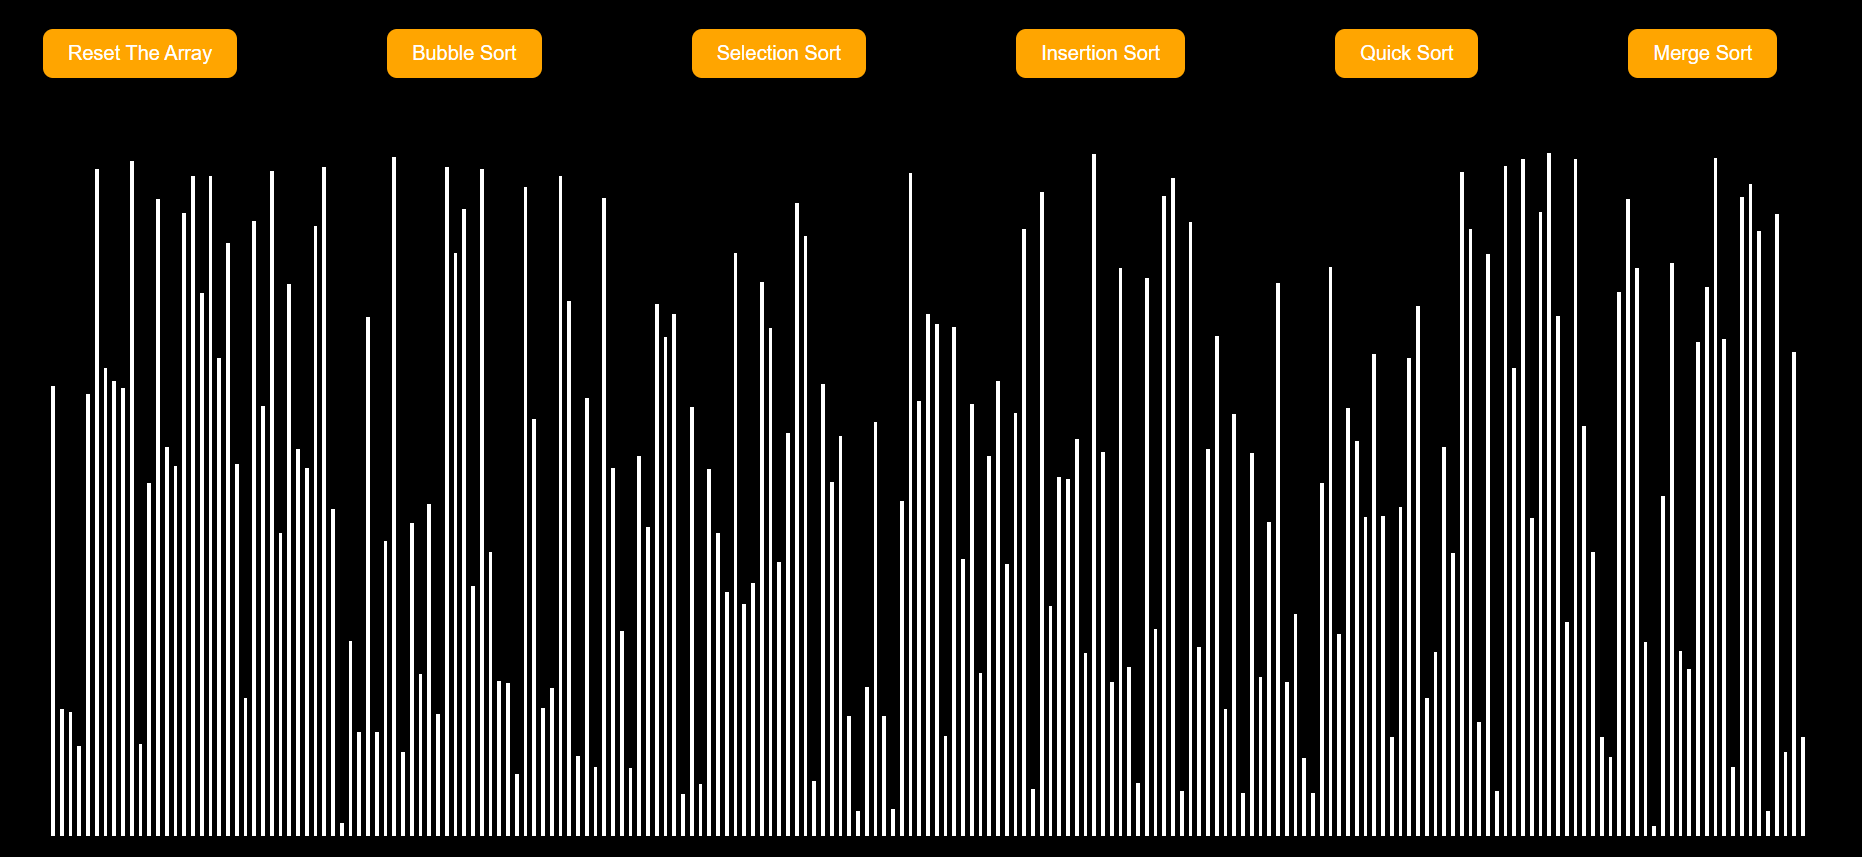 Reset The Array
Bubble Sort
Selection Sort
Insertion Sort
Quick Sort
Merge Sort